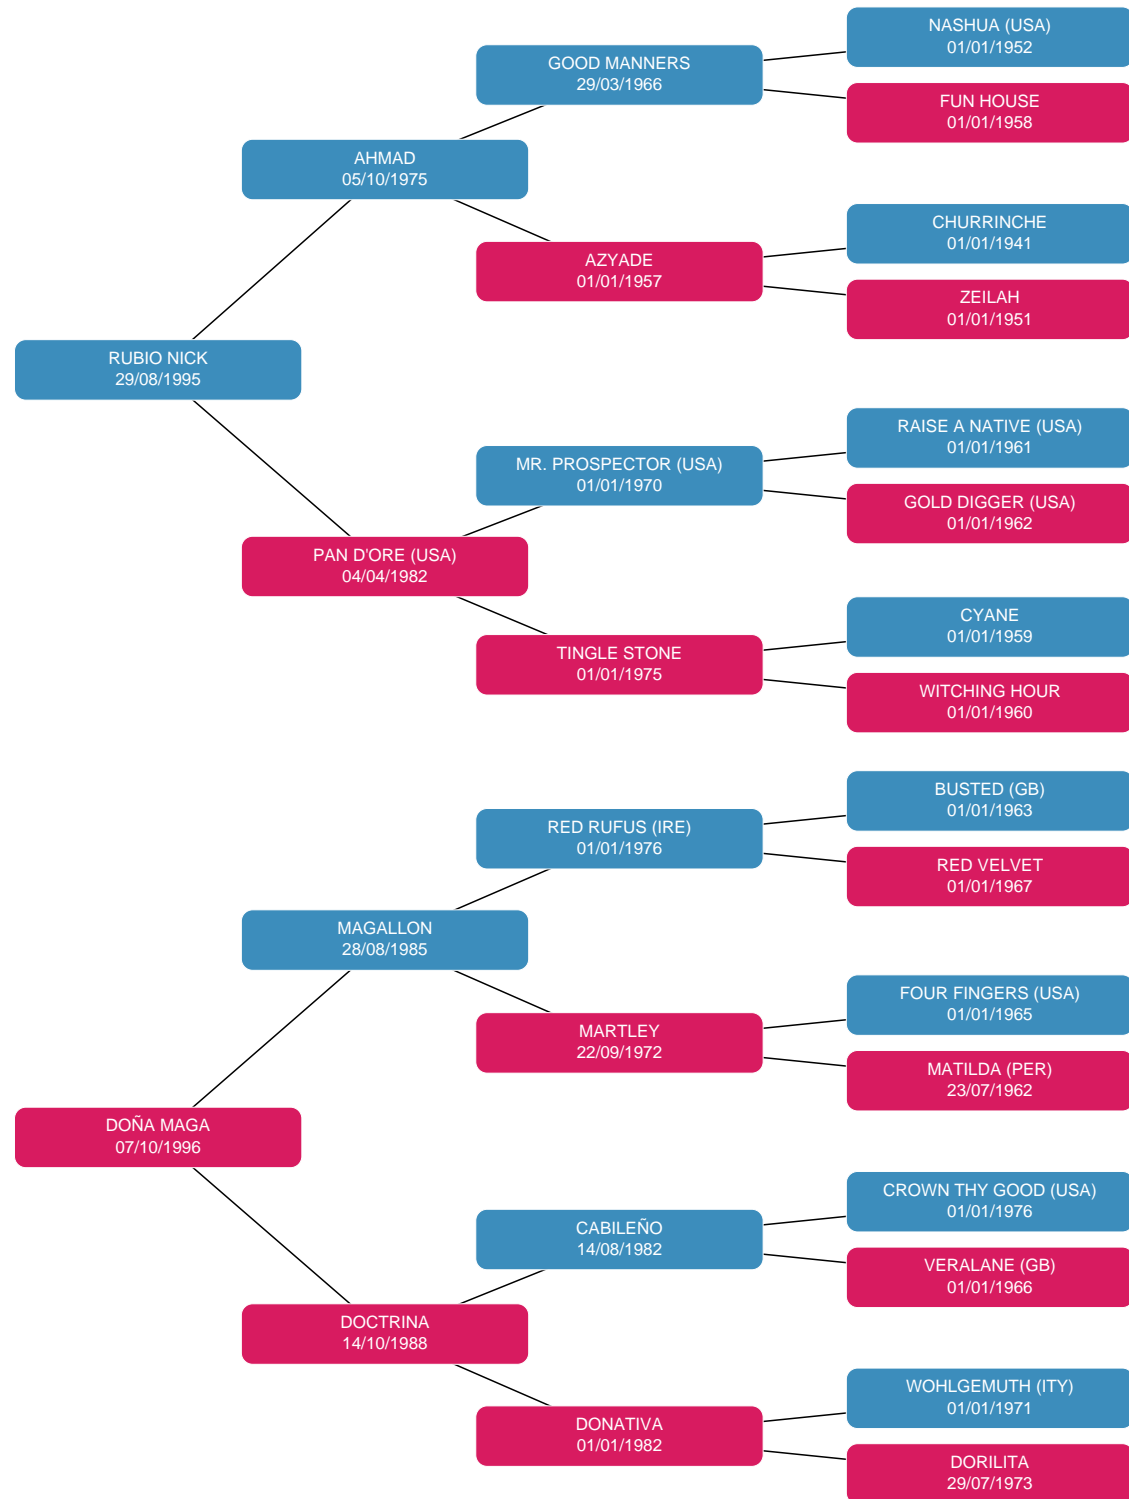 NASHUA (USA)
01/01/1952
GOOD MANNERS
29/03/1966
FUN HOUSE
01/01/1958
AHMAD
05/10/1975
CHURRINCHE
01/01/1941
AZYADE
01/01/1957
ZEILAH
01/01/1951
RUBIO NICK
29/08/1995
RAISE A NATIVE (USA)
01/01/1961
MR. PROSPECTOR (USA)
01/01/1970
GOLD DIGGER (USA)
01/01/1962
PAN D'ORE (USA)
04/04/1982
CYANE
01/01/1959
TINGLE STONE
01/01/1975
WITCHING HOUR
01/01/1960
BUSTED (GB)
01/01/1963
RED RUFUS (IRE)
01/01/1976
RED VELVET
01/01/1967
MAGALLON
28/08/1985
FOUR FINGERS (USA)
01/01/1965
MARTLEY
22/09/1972
MATILDA (PER)
23/07/1962
DOÑA MAGA
07/10/1996
CROWN THY GOOD (USA)
01/01/1976
CABILEÑO
14/08/1982
VERALANE (GB)
01/01/1966
DOCTRINA
14/10/1988
WOHLGEMUTH (ITY)
01/01/1971
DONATIVA
01/01/1982
DORILITA
29/07/1973